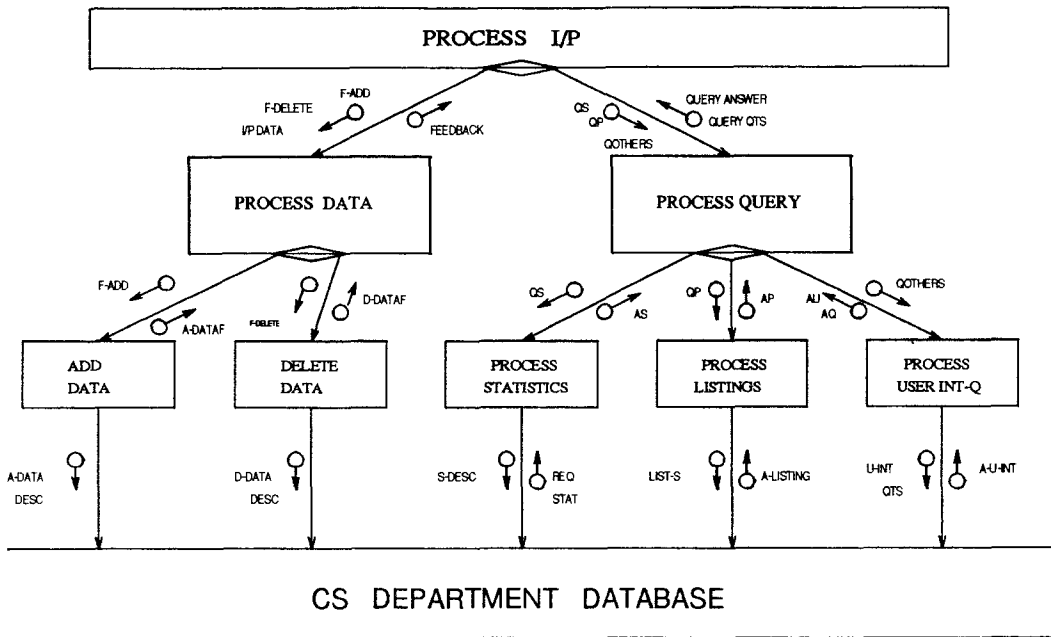 PROCESS I/P
F-ADD
F-DELETE
I/P DATA
FEEDBACK
QS
QP
QOTHERS
QUERY ANSWER
QUERY QTS
PROCESS DATA
PROCESS QUERY
F-ADD
A-DATAF
F-DELETE
D-DATAF
QS
AS
QP
AP
AU
AQ
QOTHERS
ADD
DATA
DELETE
DATA
PROCESS
STATISTICS
PROCESS
LISTINGS
PROCESS
USER INT-Q
A-DATA
DESC
D-DATA
DESC
S-DESC
REQ
STAT
LIST-S
A-LISTING
U-INT
QTS
A-U-INT
CS DEPARTMENT DATABASE